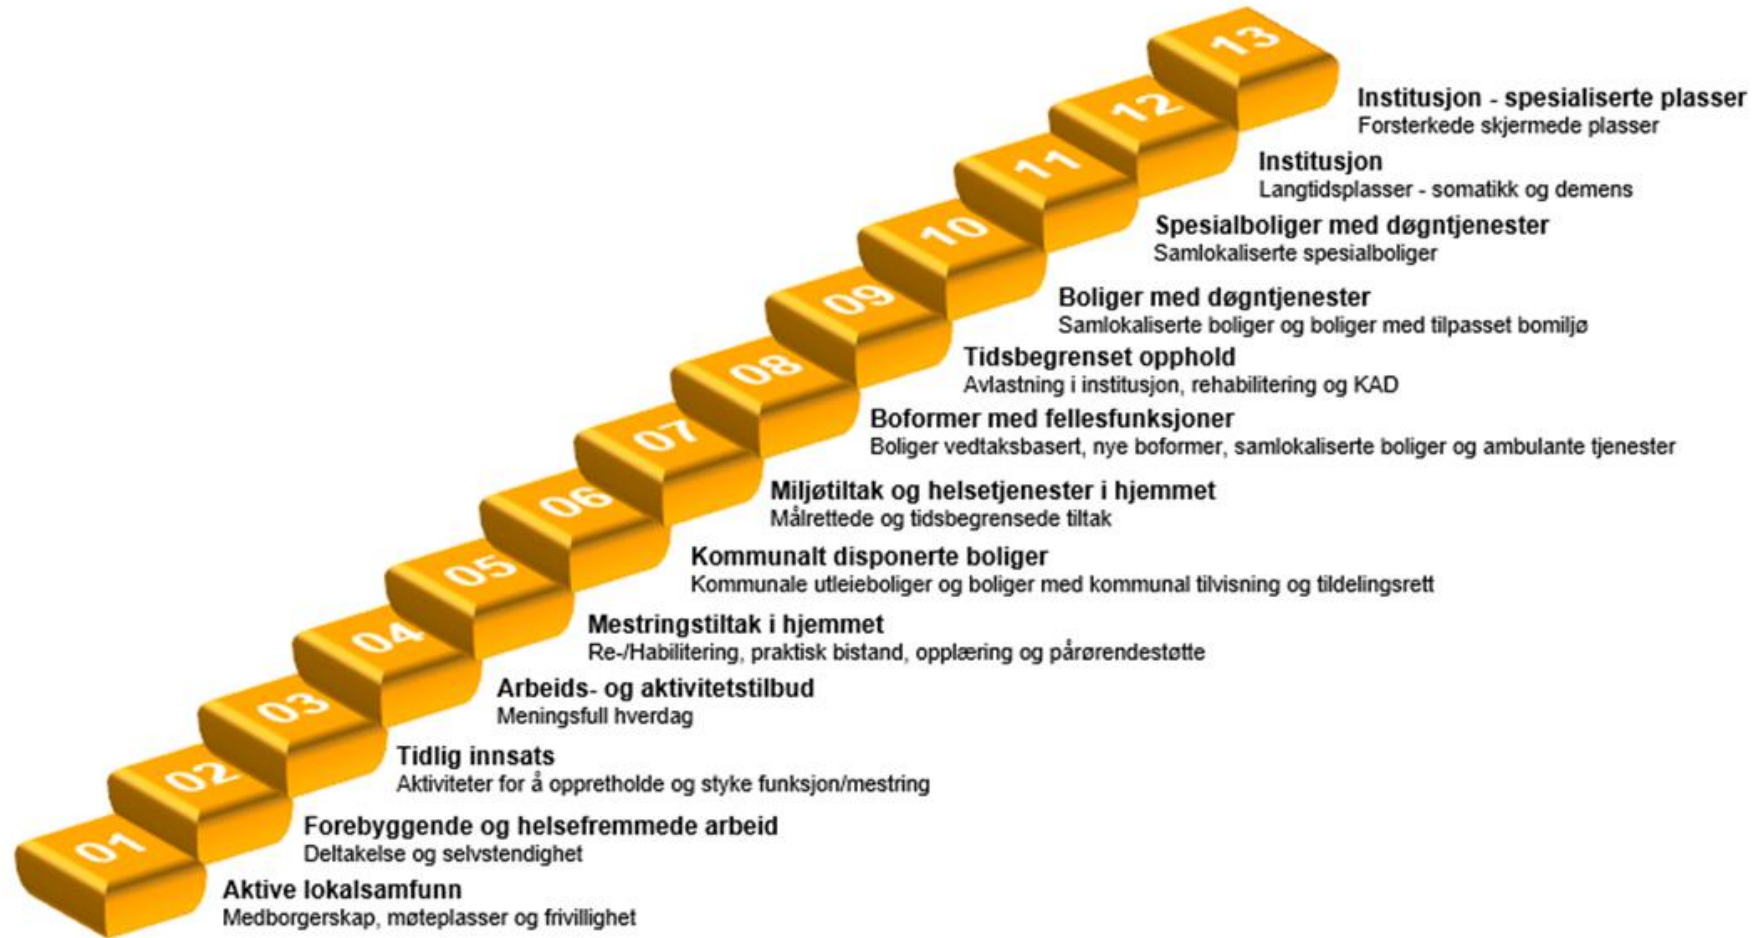 13
Institusjon - spesialiserte plasser
Forsterkede skjermede plasser
12
Institusjon
Langtidsplasser - somatikk og demens
11
Spesialboliger med døgntjenester
Samlokaliserte spesialboliger
10
Boliger med døgntjenester
Samlokaliserte boliger og boliger med tilpasset bomiljø
09
Tidsbegrenset opphold
Avlastning i institusjon, rehabilitering og KAD
08
Boformer med fellesfunksjoner
Boliger vedtaksbasert, nye boformer, samlokaliserte boliger og ambulante tjenester
07
Miljøtiltak og helsetjenester i hjemmet
Målrettede og tidsbegrensede tiltak
06
Kommunalt disponerte boliger
Kommunale utleieboliger og boliger med kommunal tilvisning og tildelingsrett
05
Mestringstiltak i hjemmet
Re-/Habilitering, praktisk bistand, opplæring og pårørendestøtte
04
Arbeids- og aktivitetstilbud
Meningsfull hverdag
03
Tidlig innsats
Aktiviteter for å oppretholde og styke funksjon/mestring
02
Forebyggende og helsefremmede arbeid
Deltakelse og selvstendighet
01
Aktive lokalsamfunn
Medborgerskap, møteplasser og frivillighet